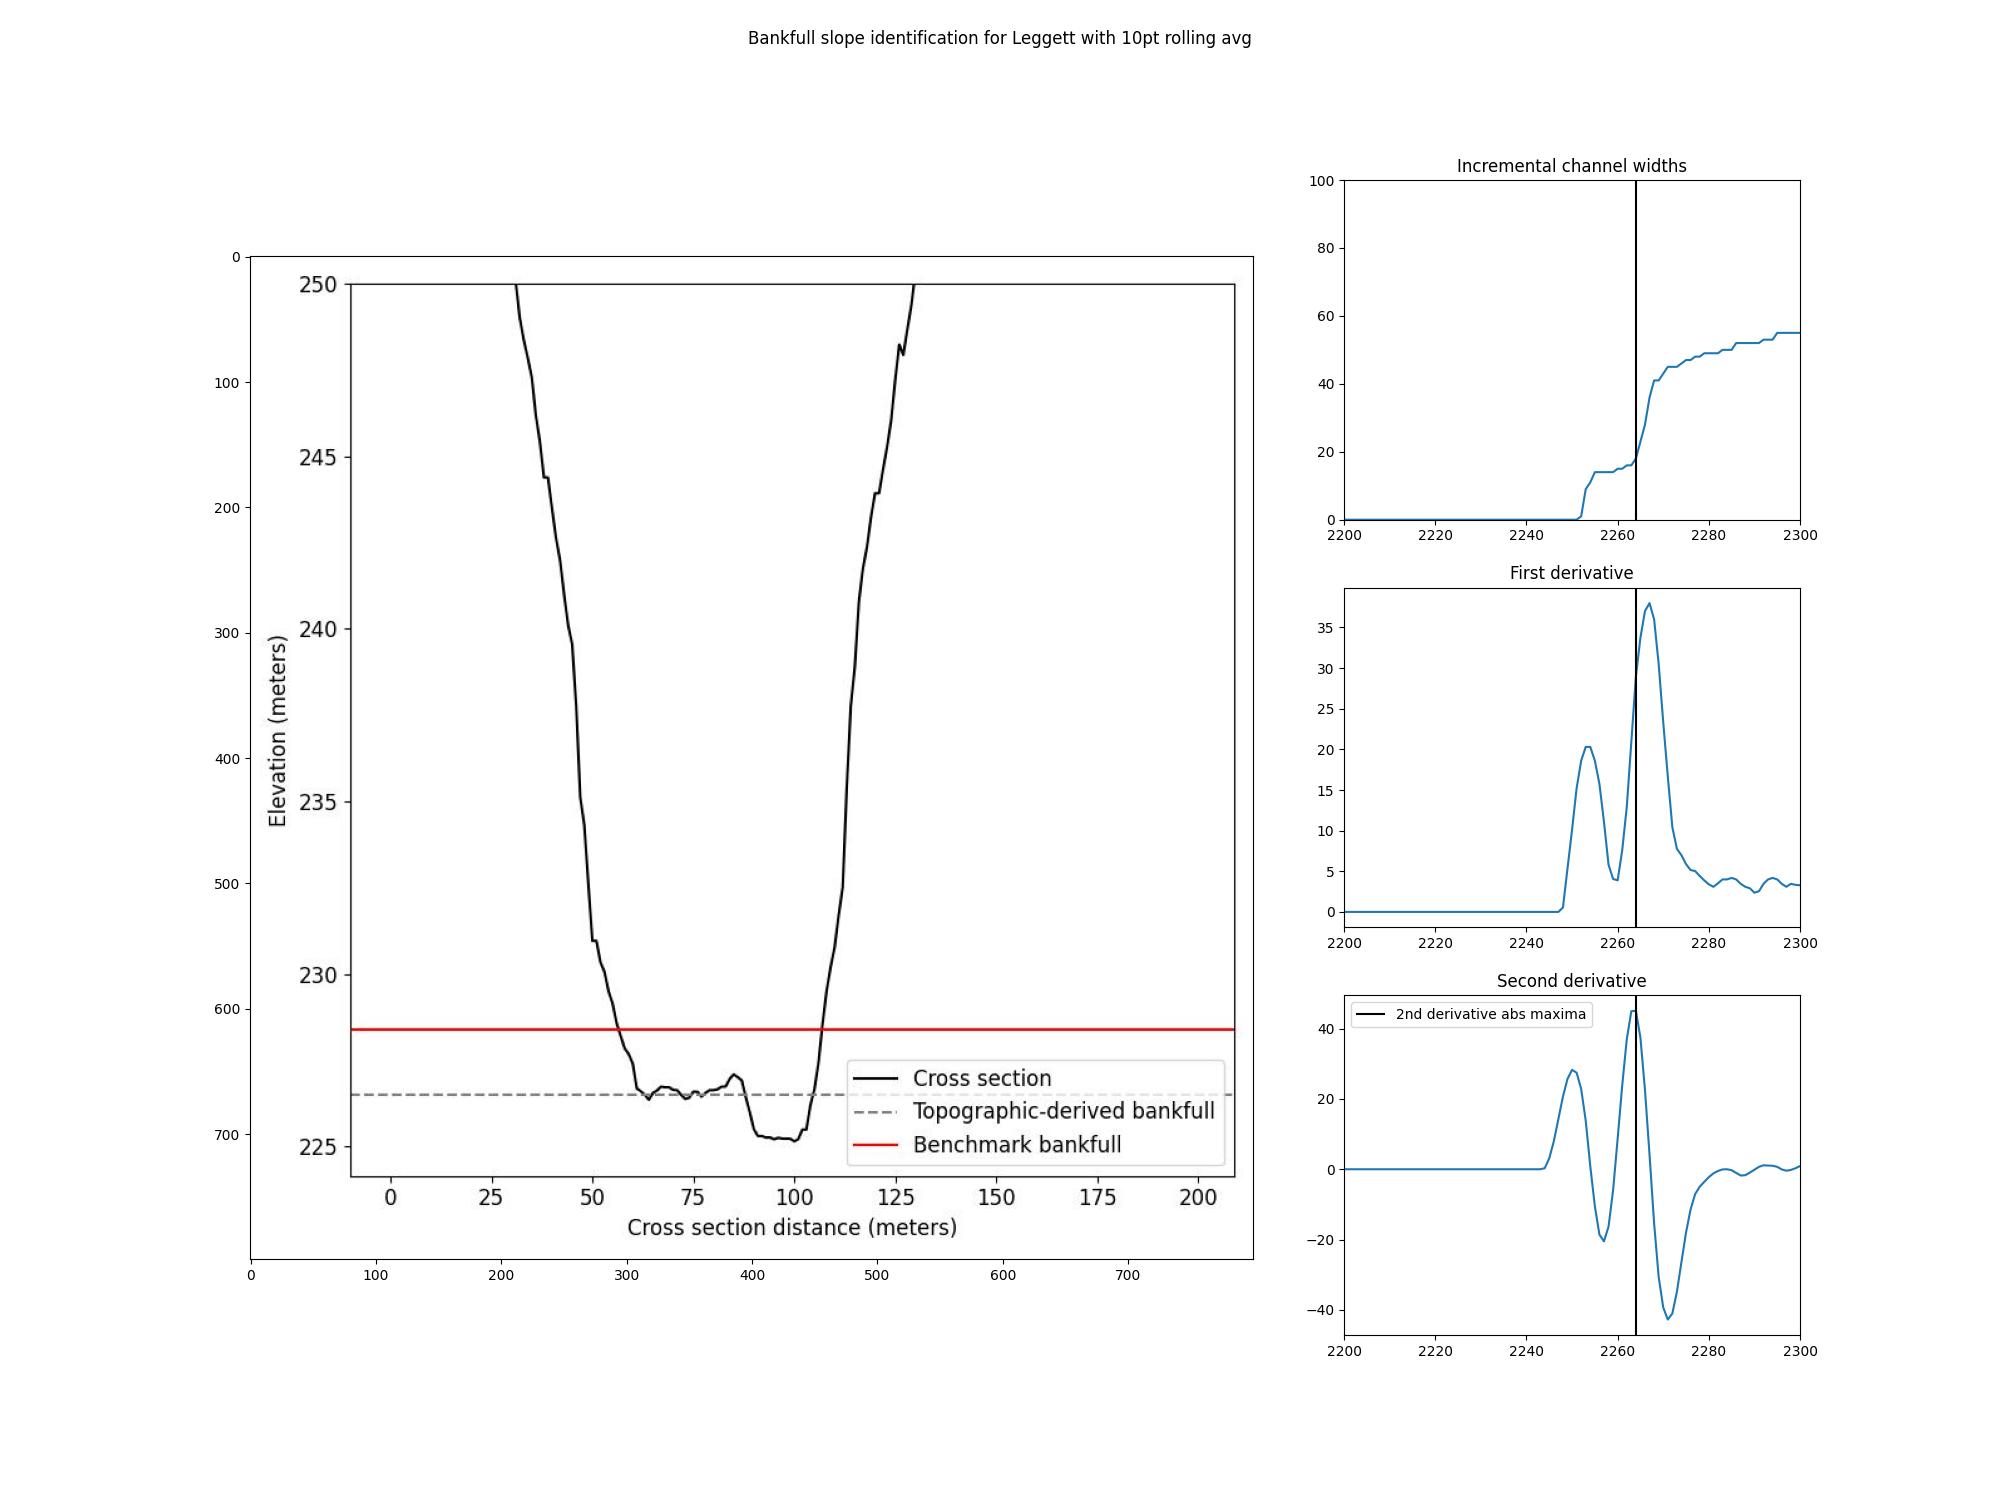 Bankfull slope identification for Leggett with 10pt rolling avg
0
100
200
300
400
500
600
700
0 100 200 300 400 500 600 700
250
245
240
235
230
225
Elevation (meters)
0 25 50 75 100 125 150 175 200
Cross section distance (meters)
Cross section
Topographic-derived bankfull
Benchmark bankfull
Incremental channel widths
100
80
60
40
20
0
2200 2220 2240 2260 2280 2300
First derivative
35
30
25
20
15
10
5
0
2200 2220 2240 2260 2280 2300
Second derivative
2nd derivative abs maxima
40
20
0
−20
−40
2200 2220 2240 2260 2280 2300